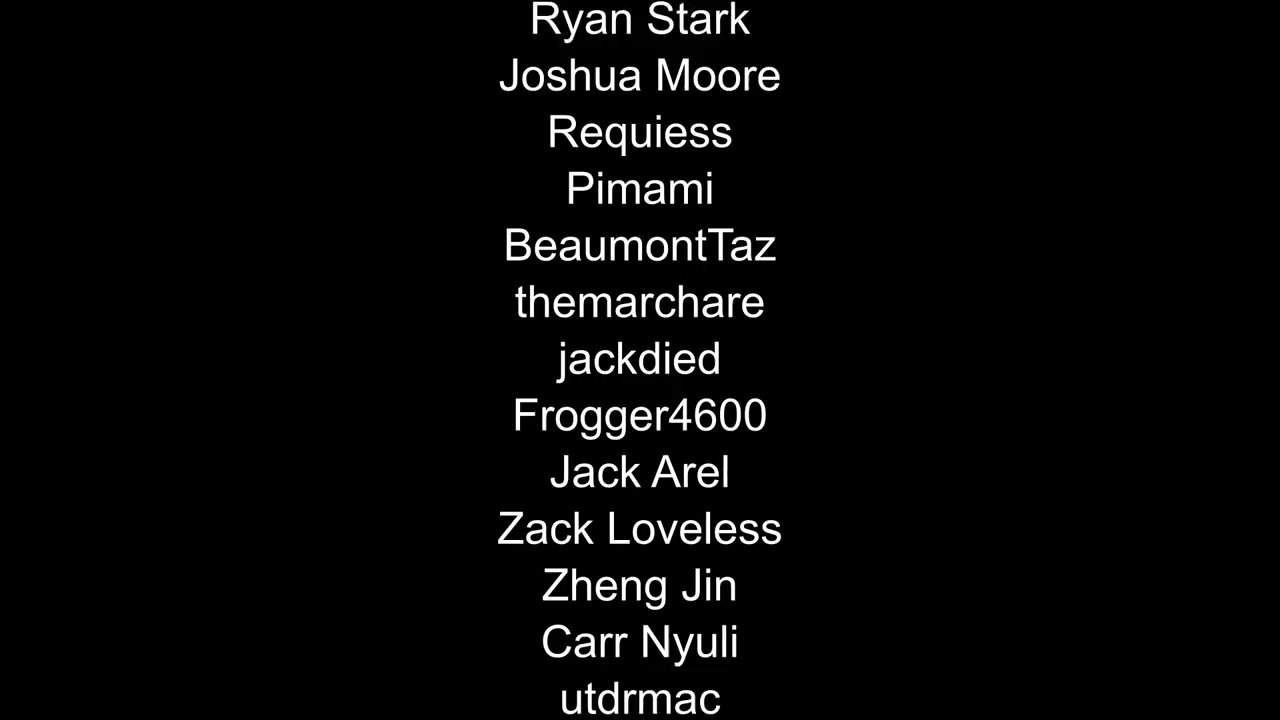 Ryan Stark
Joshua Moore
Requiess
Pimami
BeaumontTaz
themarchare
jackdied
Frogger4600
Jack Arel
Zack Loveless
Zheng Jin
Carr Nyuli
utdrmac